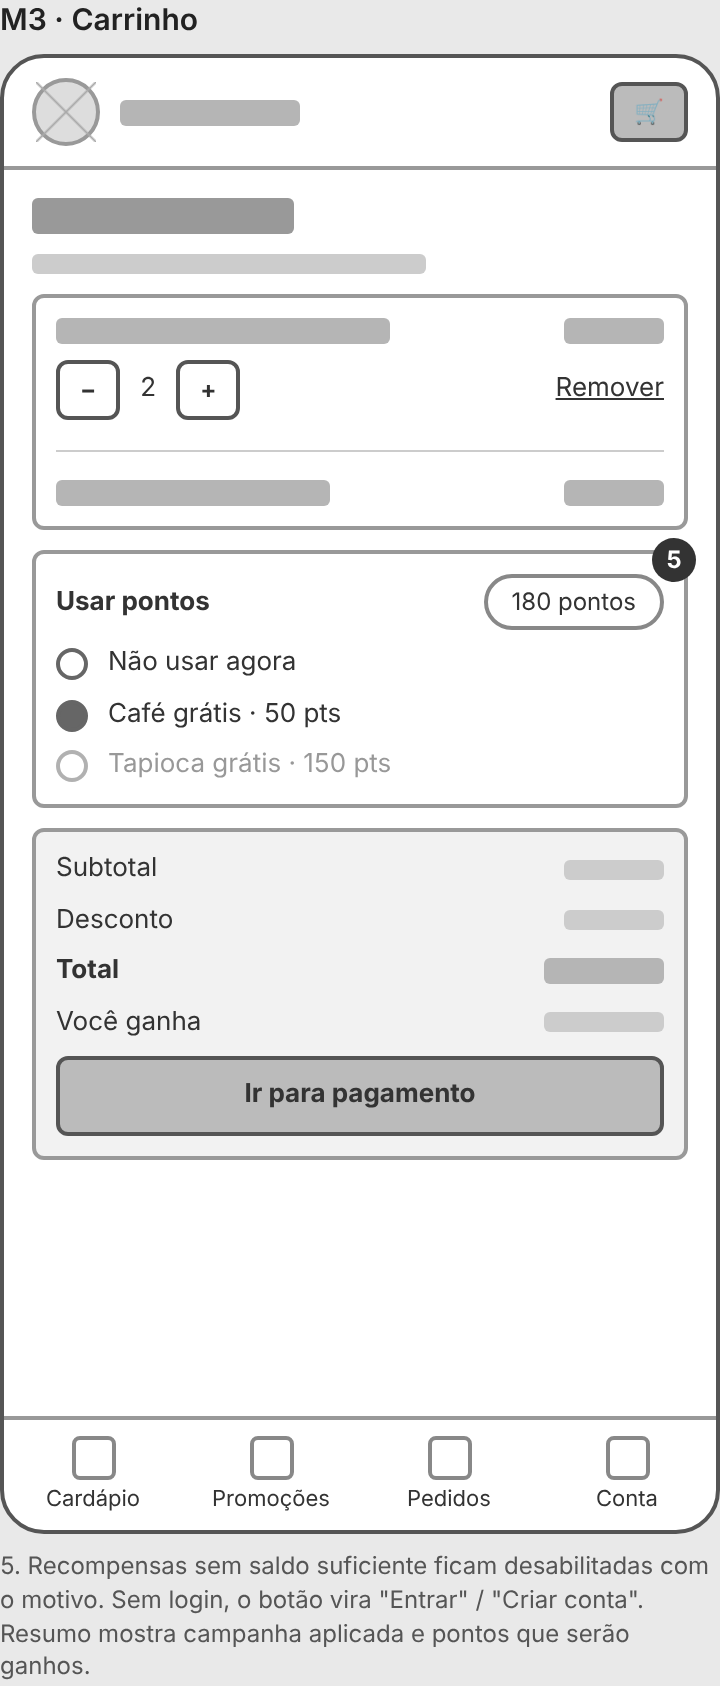 M3 · Carrinho
−
2
+
Remover
5
Usar pontos
180 pontos
Não usar agora
Café grátis · 50 pts
Tapioca grátis · 150 pts
Subtotal
Desconto
Total
Você ganha
Ir para pagamento
Cardápio
Promoções
Pedidos
Conta
5. Recompensas sem saldo suficiente ficam desabilitadas com
o motivo. Sem login, o botão vira "Entrar" / "Criar conta".
Resumo mostra campanha aplicada e pontos que serão
ganhos.